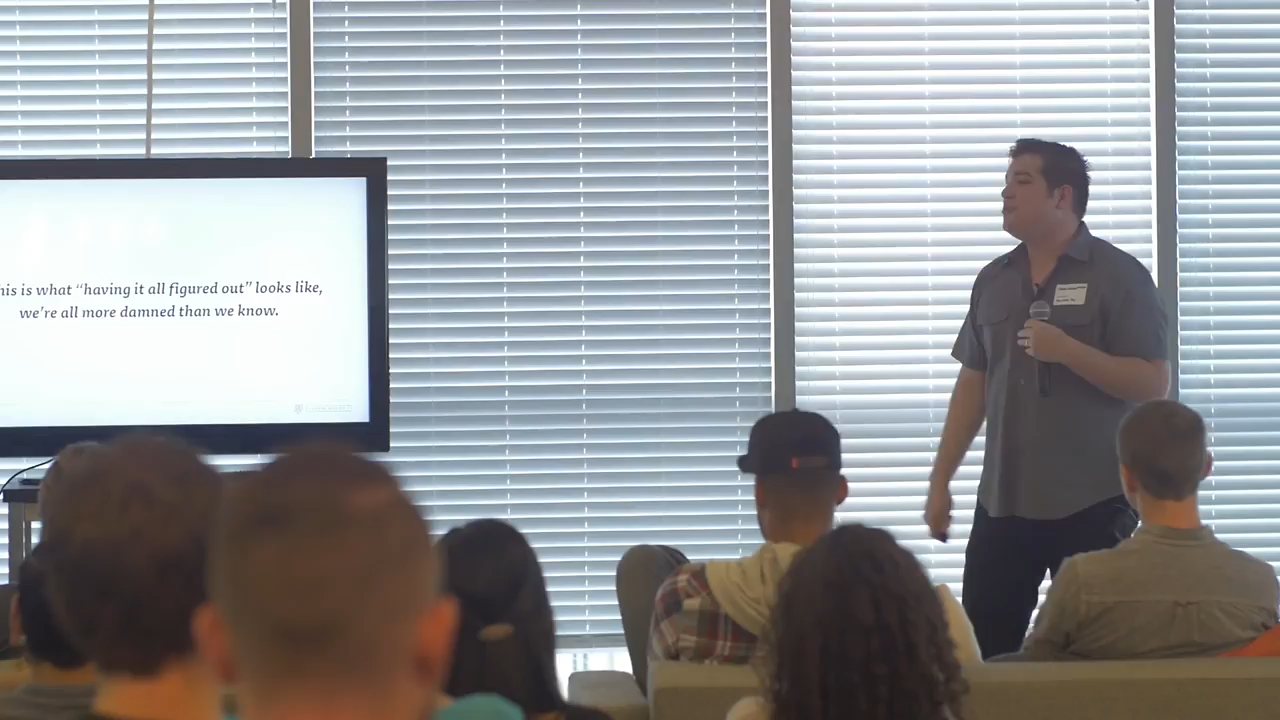 his is what “having it all figured out” looks like,
we’re all more damned than we know.